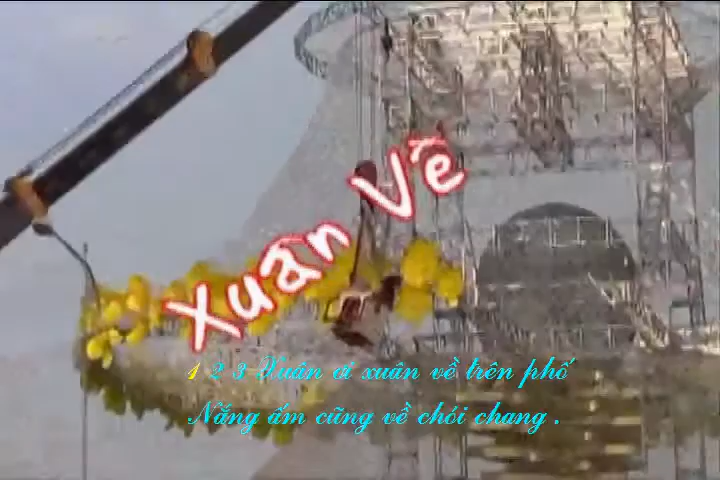 Xuân Về
1 2 3 Xuân ơi xuân về trên phố
Nắng ấm cũng về chói chang .